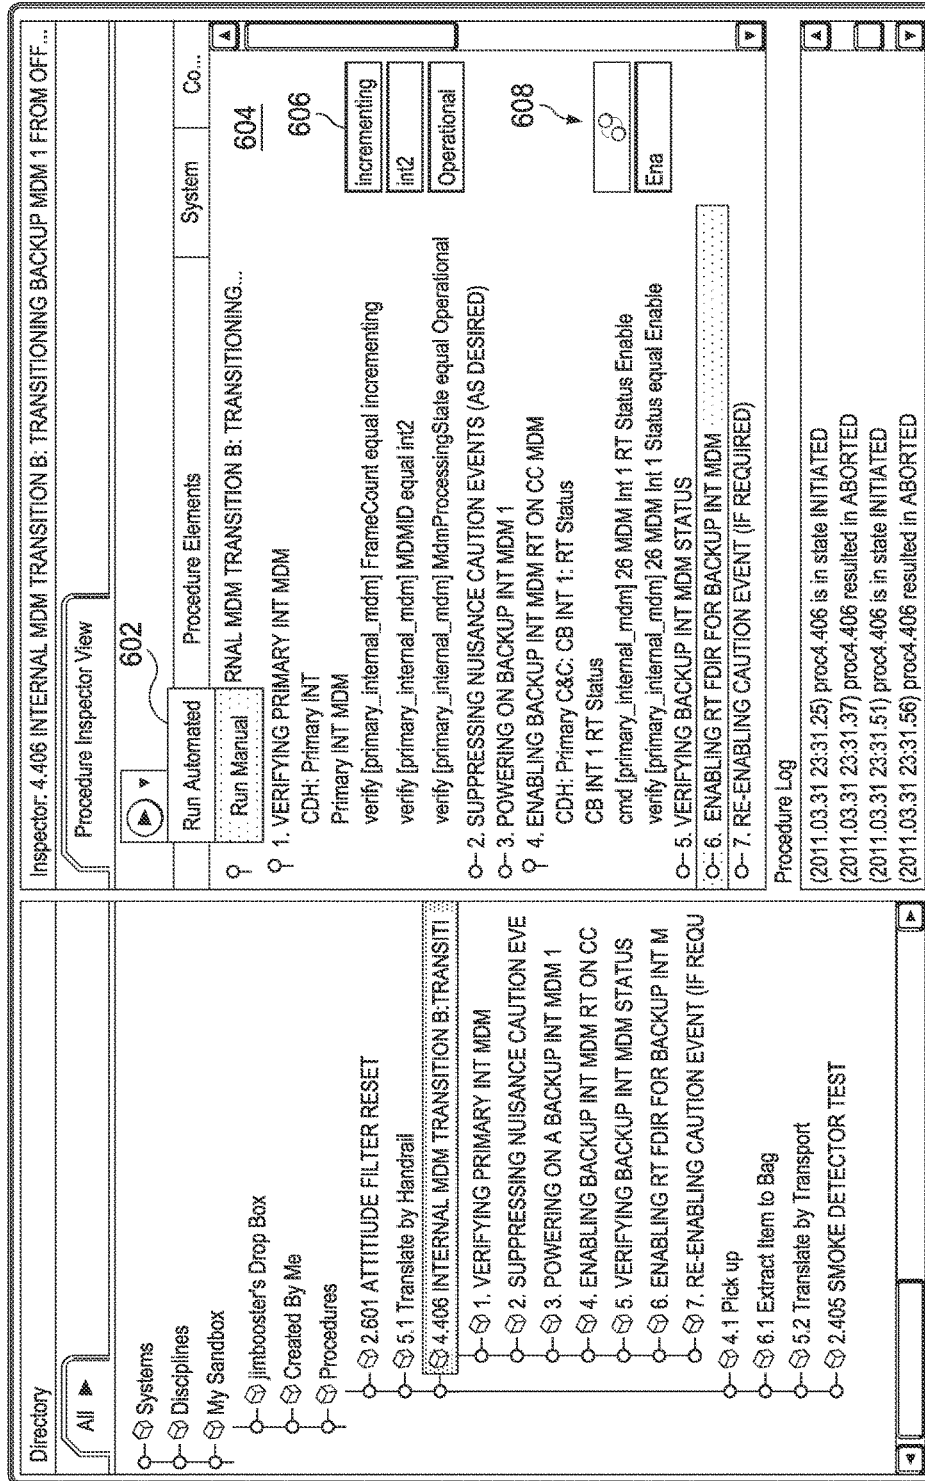 Directory
All
Systems
Disciplines
My Sandbox
jimbooster's Drop Box
Created By Me
Procedures
2.601 ATTITUDE FILTER RESET
5.1 Translate by Handrail
4.406 INTERNAL MDM TRANSITION B:TRANSITI
1. VERIFYING PRIMARY INT MDM
2. SUPPRESSING NUISANCE CAUTION EVE
3. POWERING ON A BACKUP INT MDM 1
4. ENABLING BACKUP INT MDM RT ON CC
5. VERIFYING BACKUP INT MDM STATUS
6. ENABLING RT FDIR FOR BACKUP INT M
7. RE-ENABLING CAUTION EVENT (IF REQU
4.1 Pick up
6.1 Extract Item to Bag
5.2 Translate by Transport
2.405 SMOKE DETECTOR TEST
Inspector: 4.406 INTERNAL MDM TRANSITION B: TRANSITIONING BACKUP MDM 1 FROM OFF...
Procedure Inspector View
602
Run Automated
Run Manual
Procedure Elements
System
Co...
RNAL MDM TRANSITION B: TRANSITIONING...
604
1. VERIFYING PRIMARY INT MDM
CDH: Primary INT
Primary INT MDM
606
verify [primary_internal_mdm] FrameCount equal incrementing
incrementing
verify [primary_internal_mdm] MDMID equal int2
int2
verify [primary_internal_mdm] MdmProcessingState equal Operational
Operational
2. SUPPRESSING NUISANCE CAUTION EVENTS (AS DESIRED)
3. POWERING ON BACKUP INT MDM 1
4. ENABLING BACKUP INT MDM RT ON CC MDM
608
CDH: Primary C&C: CB INT 1: RT Status
CB INT 1 RT Status
cmd [primary_internal_mdm] 26 MDM Int 1 RT Status Enable
verify [primary_internal_mdm] 26 MDM Int 1 Status equal Enable
Ena
5. VERIFYING BACKUP INT MDM STATUS
6. ENABLING RT FDIR FOR BACKUP INT MDM
7. RE-ENABLING CAUTION EVENT (IF REQUIRED)
Procedure Log
(2011.03.31 23:31.25) proc4.406 is in state INITIATED
(2011.03.31 23:31.37) proc4.406 resulted in ABORTED
(2011.03.31 23:31.51) proc4.406 is in state INITIATED
(2011.03.31 23:31.56) proc4.406 resulted in ABORTED